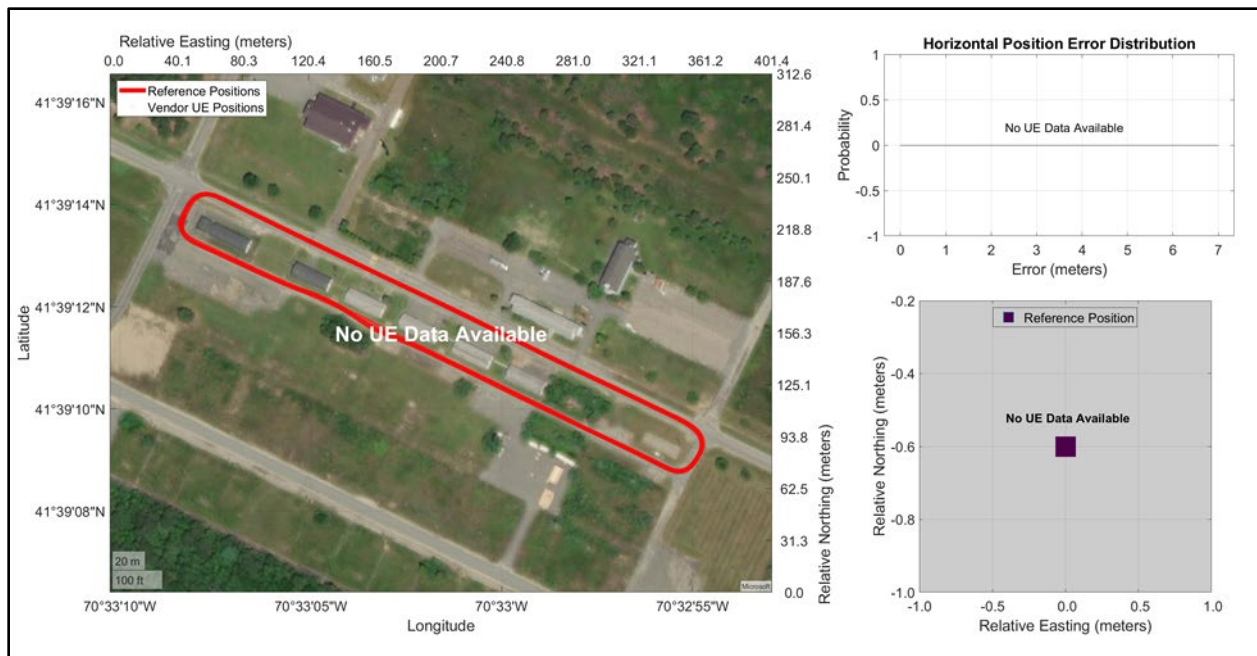 Relative Easting (meters)
0.0 40.1 80.3 120.4 160.5 200.7 240.8 281.0 321.1 361.2 401.4
Reference Positions
Vendor UE Positions
41°39'16"N
41°39'14"N
41°39'12"N
41°39'10"N
41°39'08"N
Latitude
No UE Data Available
20 m
100 ft
Microsoft
70°33'10"W 70°33'05"W 70°33'W 70°32'55"W
Longitude
312.6
281.4
250.1
218.8
187.6
156.3
125.1
93.8
62.5
31.3
0.0
Relative Northing (meters)
Horizontal Position Error Distribution
1
0.5
0
-0.5
-1
Probability
No UE Data Available
0 1 2 3 4 5 6 7
Error (meters)
-0.2
-0.4
-0.6
-0.8
-1.0
Relative Northing (meters)
Reference Position
No UE Data Available
-1.0 -0.5 0.0 0.5 1.0
Relative Easting (meters)